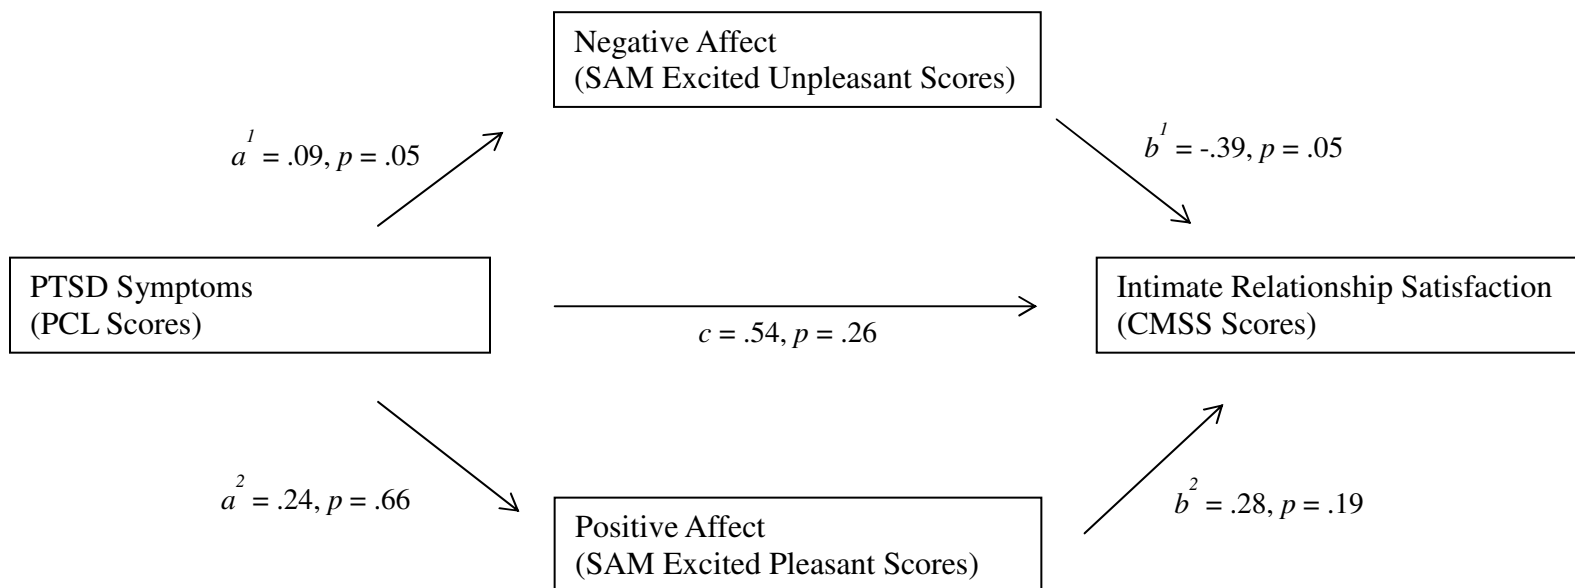 Negative Affect
(SAM Excited Unpleasant Scores)
a¹ = .09, p = .05
b¹ = -.39, p = .05
PTSD Symptoms
(PCL Scores)
c = .54, p = .26
Intimate Relationship Satisfaction
(CMSS Scores)
a² = .24, p = .66
b² = .28, p = .19
Positive Affect
(SAM Excited Pleasant Scores)